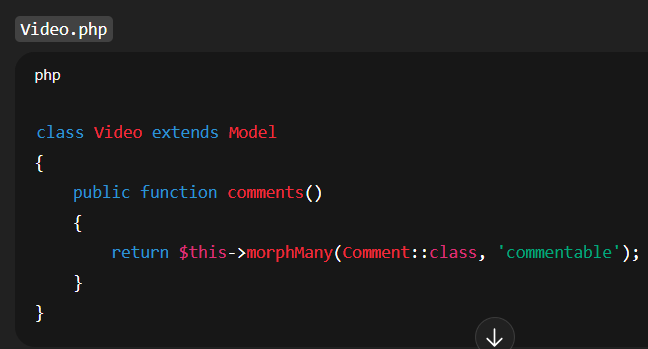 Video.php
php
class Video extends Model
{
    public function comments()
    {
        return $this->morphMany(Comment::class, 'commentable');
    }
}